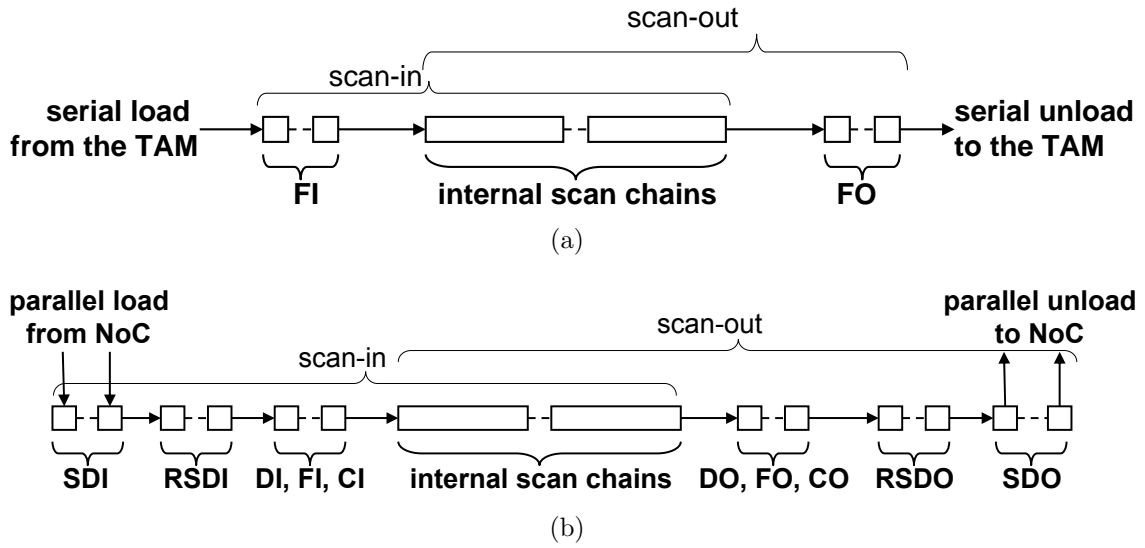 scan-out
scan-in
serial load
from the TAM
serial unload
to the TAM
FI
internal scan chains
FO
(a)
parallel load
from NoC
parallel unload
to NoC
scan-out
scan-in
SDI
RSDI
DI, FI, CI
internal scan chains
DO, FO, CO
RSDO
SDO
(b)